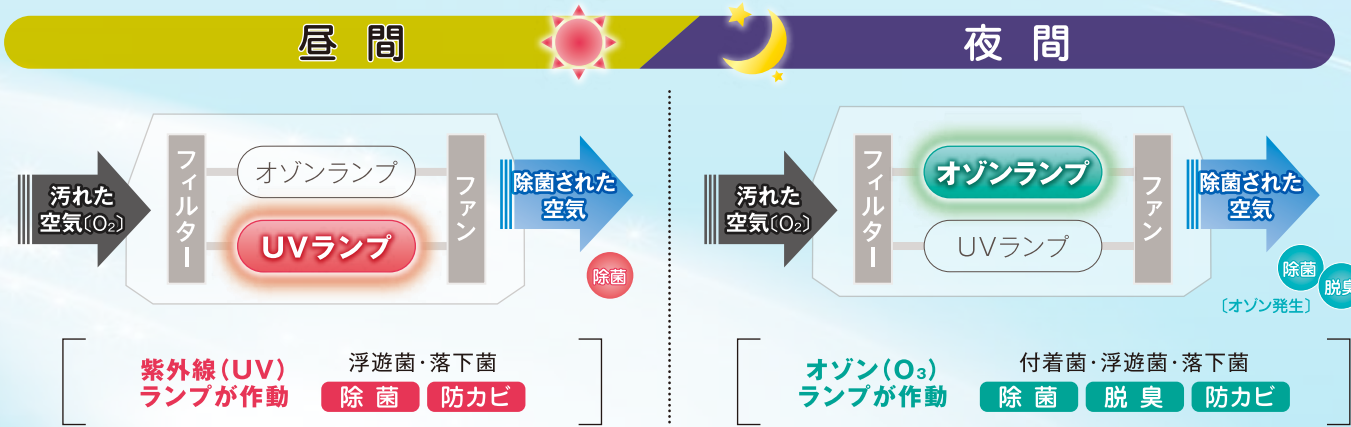 昼間
夜間
汚れた
空気〔O₂〕
フィルター
オゾンランプ
UVランプ
ファン
除菌された
空気
除菌
紫外線(UV)
ランプが作動
浮遊菌・落下菌
除菌
防カビ
汚れた
空気〔O₂〕
フィルター
オゾンランプ
UVランプ
ファン
除菌された
空気
除菌
脱臭
〔オゾン発生〕
オゾン(O₃)
ランプが作動
付着菌・浮遊菌・落下菌
除菌
脱臭
防カビ